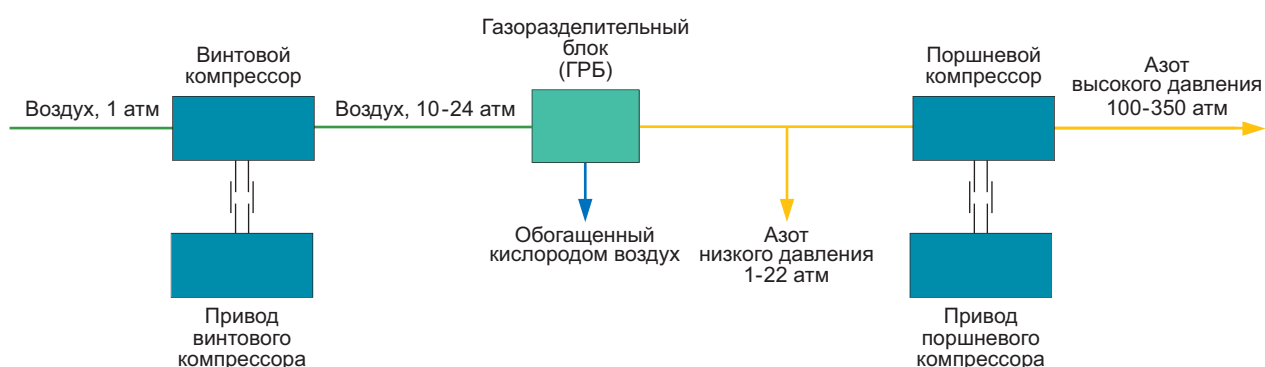 Воздух, 1 атм
Винтовой
компрессор
Воздух, 10-24 атм
Газоразделительный
блок
(ГРБ)
Поршневой
компрессор
Азот
высокого давления
100-350 атм
Обогащенный
кислородом воздух
Азот
низкого давления
1-22 атм
Привод
винтового
компрессора
Привод
поршневого
компрессора